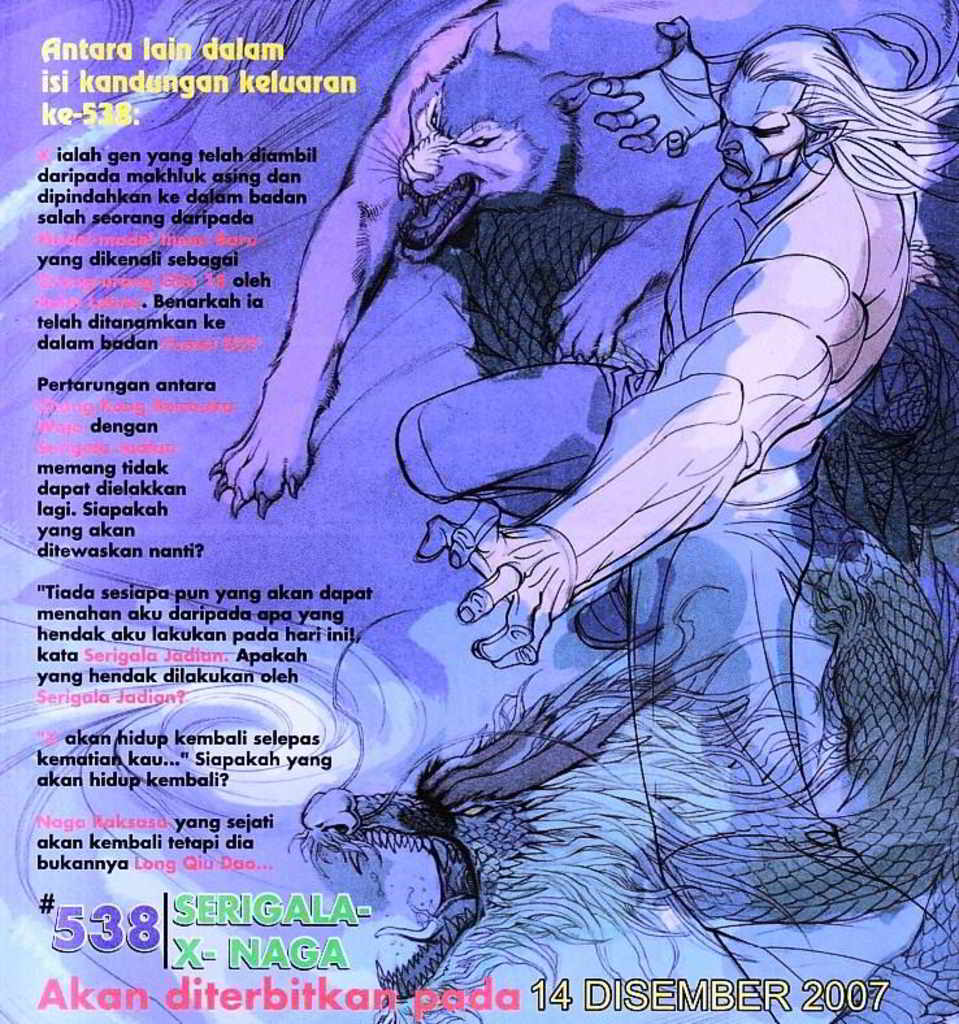 Antara lain dalam
isi kandungan keluaran
ke-538:
X ialah gen yang telah diambil
daripada makhluk asing dan
dipindahkan ke dalam badan
salah seorang daripada
Baru
yang dikenali sebagai
oleh
. Benarkah ia
telah ditanamkan ke
dalam badan
Pertarungan antara
dengan
Serigala Jadian
memang tidak
dapat dielakkan
lagi. Siapakah
yang akan
ditewaskan nanti?
"Tiada sesiapa pun yang akan dapat
menahan aku daripada apa yang
hendak aku lakukan pada hari ini!,
kata Serigala Jadian. Apakah
yang hendak dilakukan oleh
Serigala Jadian?
"X akan hidup kembali selepas
kematian kau..." Siapakah yang
akan hidup kembali?
Naga Raksasa yang sejati
akan kembali tetapi dia
bukannya Long Qiu Dao...
#538 SERIGALA-
X- NAGA
Akan diterbitkan pada 14 DISEMBER 2007